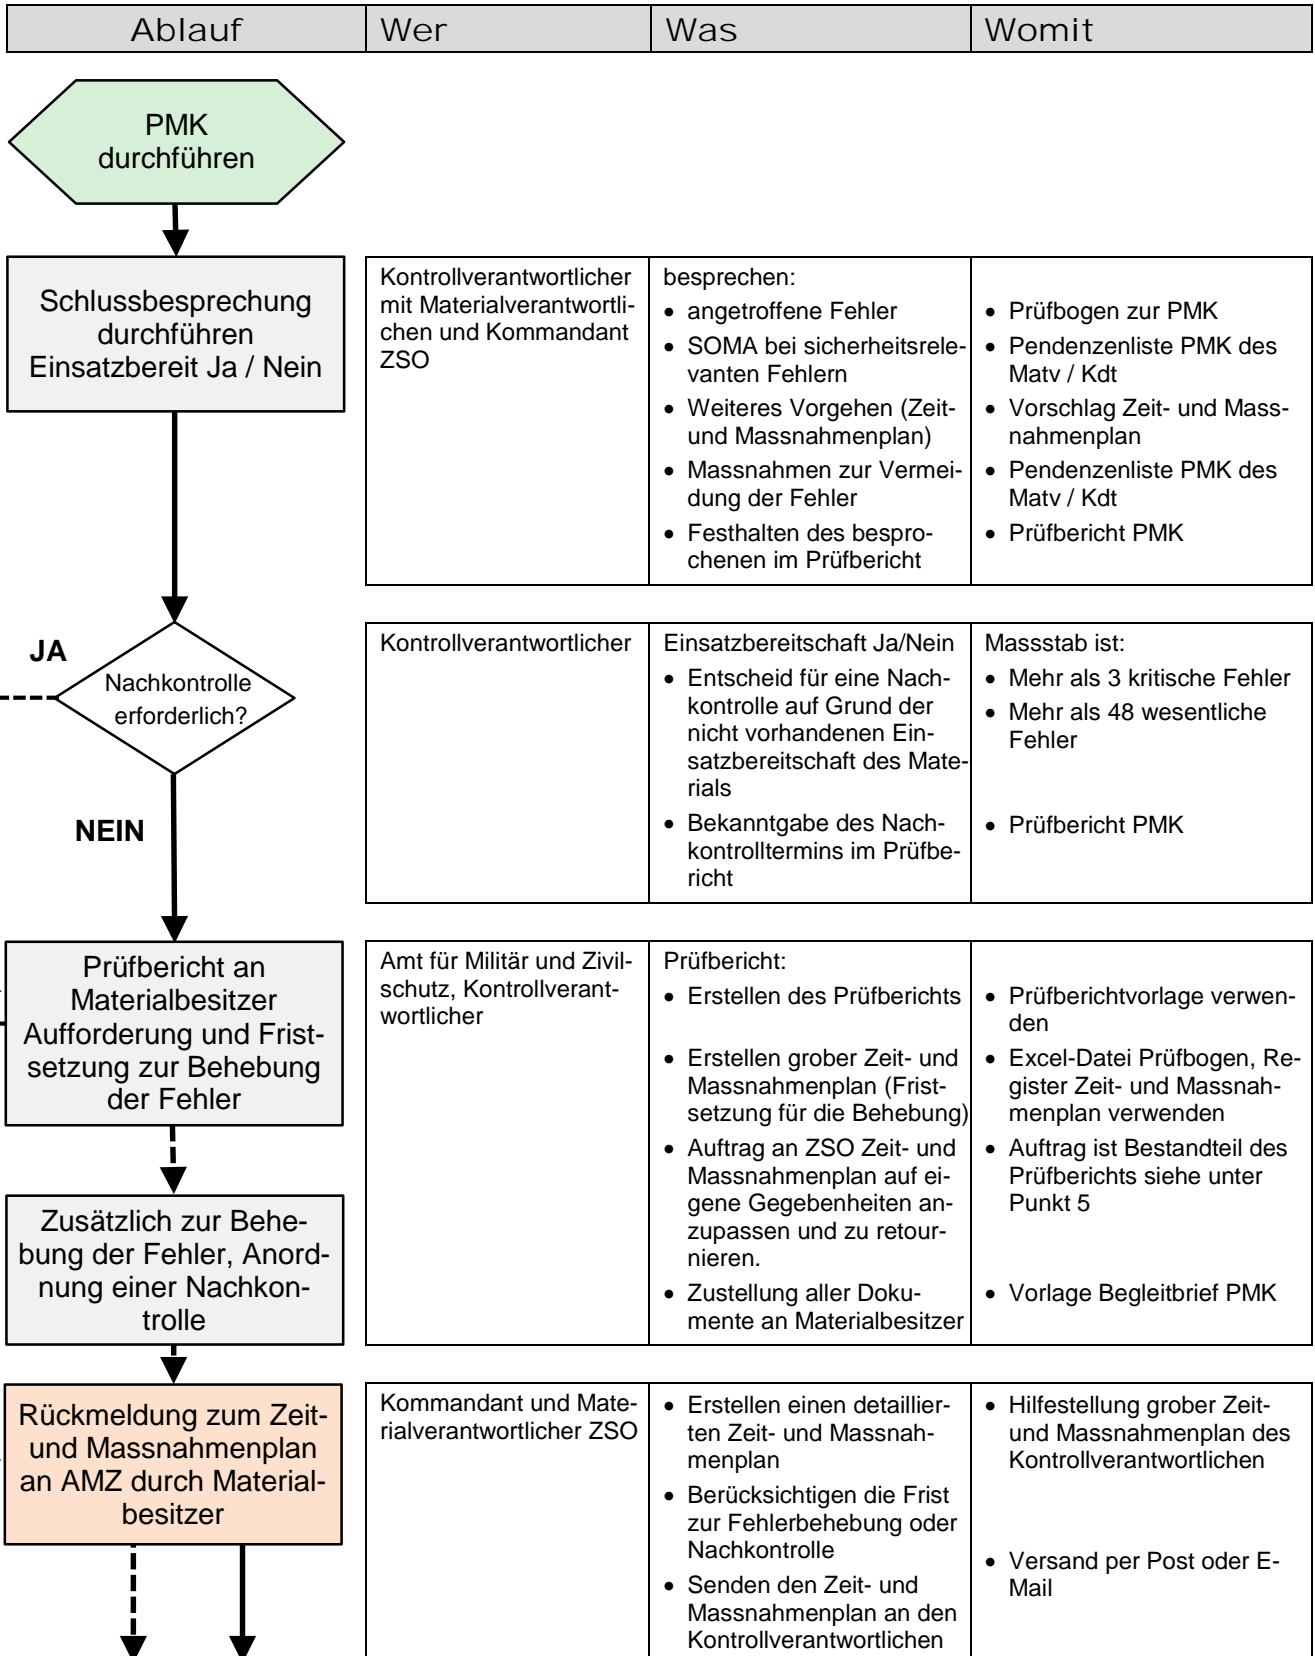 Ablauf
Wer
Was
Womit
PMK
durchführen
Schlussbesprechung
durchführen
Einsatzbereit Ja / Nein
Kontrollverantwortlicher
mit Materialverantwortli-
chen und Kommandant
ZSO
besprechen:
• angetroffene Fehler
• SOMA bei sicherheitsrele-
vanten Fehlern
• Weiteres Vorgehen (Zeit-
und Massnahmenplan)
• Massnahmen zur Vermei-
dung der Fehler
• Festhalten des bespro-
chenen im Prüfbericht
• Prüfbogen zur PMK
• Pendenzenliste PMK des
Matv / Kdt
• Vorschlag Zeit- und Mass-
nahmenplan
• Pendenzenliste PMK des
Matv / Kdt
• Prüfbericht PMK
JA
Nachkontrolle
erforderlich?
NEIN
Kontrollverantwortlicher
Einsatzbereitschaft Ja/Nein
• Entscheid für eine Nach-
kontrolle auf Grund der
nicht vorhandenen Ein-
satzbereitschaft des Mate-
rials
• Bekanntgabe des Nach-
kontrolltermins im Prüfbe-
richt
Massstab ist:
• Mehr als 3 kritische Fehler
• Mehr als 48 wesentliche
Fehler
• Prüfbericht PMK
Prüfbericht an
Materialbesitzer
Aufforderung und Frist-
setzung zur Behebung
der Fehler
Zusätzlich zur Behe-
bung der Fehler, Anord-
nung einer Nachkon-
trolle
Amt für Militär und Zivil-
schutz, Kontrollverant-
wortlicher
Prüfbericht:
• Erstellen des Prüfberichts
• Erstellen grober Zeit- und
Massnahmenplan (Frist-
setzung für die Behebung)
• Auftrag an ZSO Zeit- und
Massnahmenplan auf ei-
gene Gegebenheiten an-
zupassen und zu retour-
nieren.
• Zustellung aller Doku-
mente an Materialbesitzer
• Prüfberichtvorlage verwen-
den
• Excel-Datei Prüfbogen, Re-
gister Zeit- und Massnah-
menplan verwenden
• Auftrag ist Bestandteil des
Prüfberichts siehe unter
Punkt 5
• Vorlage Begleitbrief PMK
Rückmeldung zum Zeit-
und Massnahmenplan
an AMZ durch Material-
besitzer
Kommandant und Mate-
rialverantwortlicher ZSO
• Erstellen einen detaillier-
ten Zeit- und Massnah-
menplan
• Berücksichtigen die Frist
zur Fehlerbehebung oder
Nachkontrolle
• Senden den Zeit- und
Massnahmenplan an den
Kontrollverantwortlichen
• Hilfestellung grober Zeit-
und Massnahmenplan des
Kontrollverantwortlichen
• Versand per Post oder E-
Mail